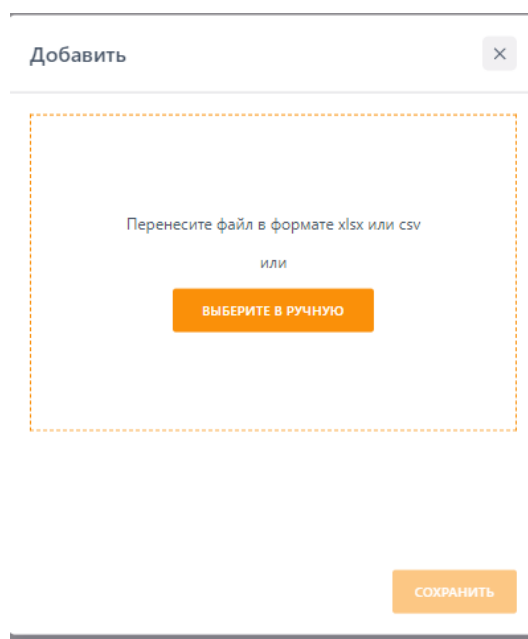 Добавить
Перенесите файл в формате xlsx или csv
или
ВЫБЕРИТЕ В РУЧНУЮ
СОХРАНИТЬ